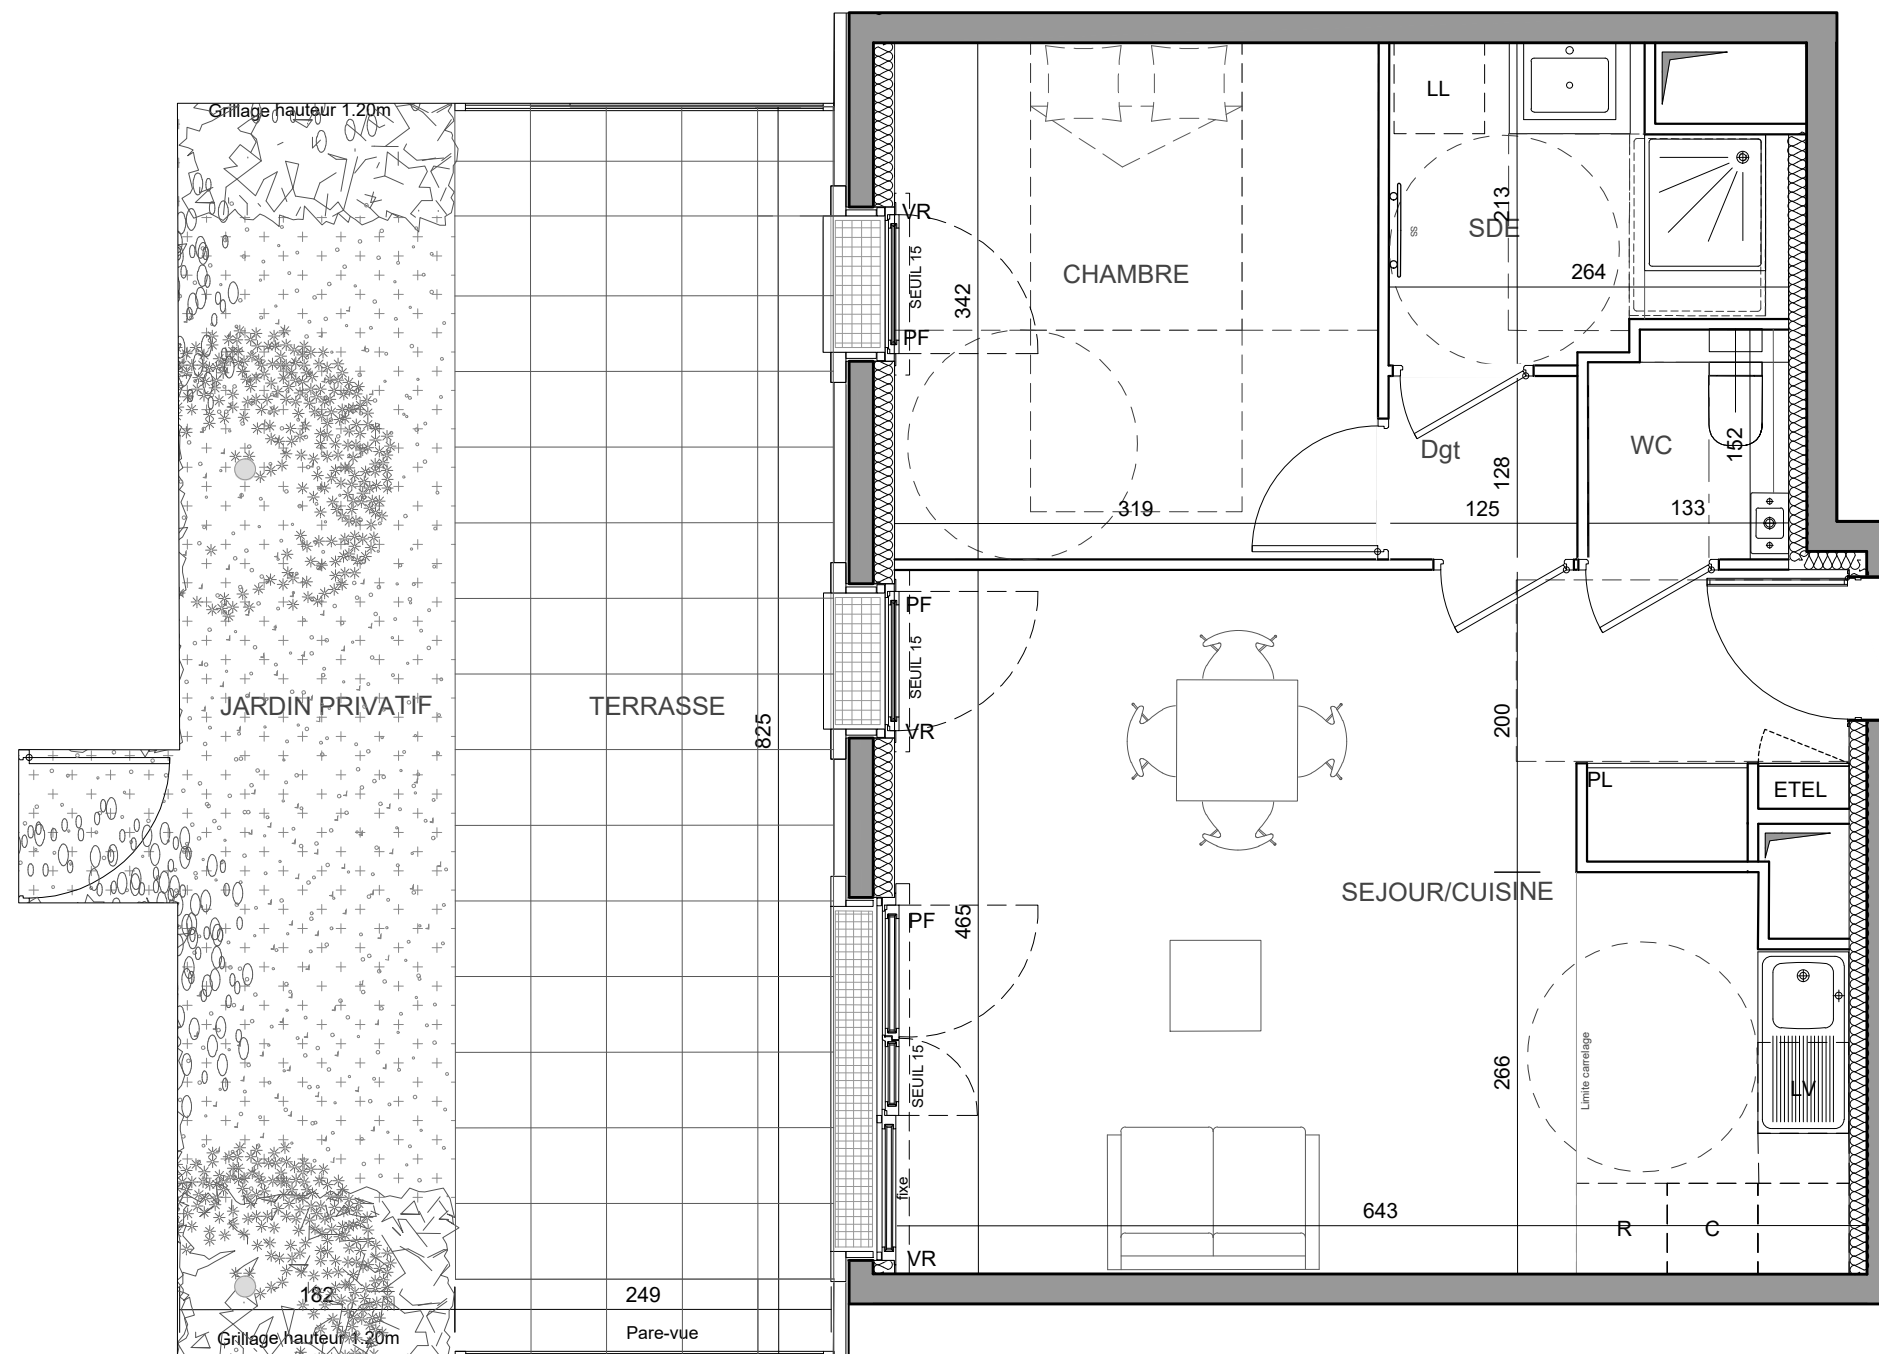 Grillage hauteur 1.20m
LL
VR
SEUIL 15
PF
CHAMBRE
342
213
SDE
SS
264
319
Dgt
128
125
WC
152
133
PF
SEUIL 15
VR
JARDIN PRIVATIF
TERRASSE
825
200
PL
ETEL
SEJOUR/CUISINE
PF
465
SEUIL 15
266
Limite carrelage
LV
fixe
VR
643
R
C
182
249
Grillage hauteur 1.20m
Pare-vue